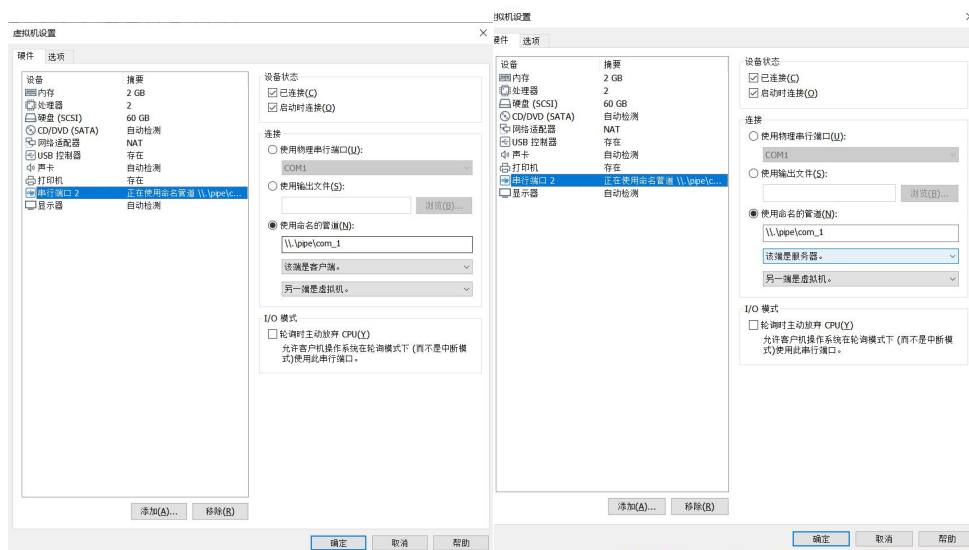 虚拟机设置
硬件 选项
设备 摘要
内存 2 GB
处理器 2
硬盘 (SCSI) 60 GB
CD/DVD (SATA) 自动检测
网络适配器 NAT
USB 控制器 存在
声卡 自动检测
打印机 存在
串行端口 2 正在使用命名管道 \\.\pipe\c...
显示器 自动检测
添加(A)... 移除(R)
设备状态
已连接(C)
启动时连接(O)
连接
使用物理串行端口(U):
COM1
使用输出文件(S):
浏览(B)...
使用命名的管道(N):
\\.\pipe\com_1
该端是客户端。
另一端是虚拟机。
I/O 模式
轮询时主动放弃 CPU(Y)
允许客户机操作系统在轮询模式下 (而不是中断模
式)使用此串行端口。
确定 取消 帮助
拟机设置
硬件 选项
设备 摘要
内存 2 GB
处理器 2
硬盘 (SCSI) 60 GB
CD/DVD (SATA) 自动检测
网络适配器 NAT
USB 控制器 存在
声卡 自动检测
打印机 存在
串行端口 2 正在使用命名管道 \\.\pipe\c...
显示器 自动检测
添加(A)... 移除(R)
设备状态
已连接(C)
启动时连接(O)
连接
使用物理串行端口(U):
COM1
使用输出文件(S):
浏览(B)...
使用命名的管道(N):
\\.\pipe\com_1
该端是服务器。
另一端是虚拟机。
I/O 模式
轮询时主动放弃 CPU(Y)
允许客户机操作系统在轮询模式下 (而不是中断模
式)使用此串行端口。
确定 取消 帮助